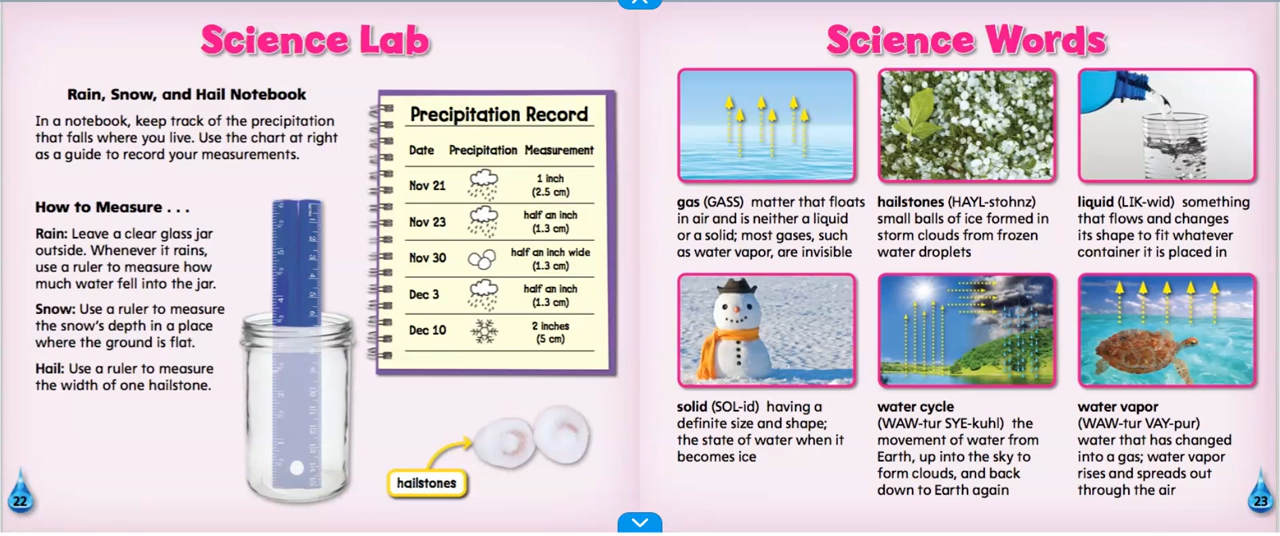 Science Lab
Rain, Snow, and Hail Notebook
In a notebook, keep track of the precipitation
that falls where you live. Use the chart at right
as a guide to record your measurements.
How to Measure . . .
Rain: Leave a clear glass jar
outside. Whenever it rains,
use a ruler to measure how
much water fell into the jar.
Snow: Use a ruler to measure
the snow's depth in a place
where the ground is flat.
Hail: Use a ruler to measure
the width of one hailstone.
Precipitation Record
Date Precipitation Measurement
Nov 21 1 inch
(2.5 cm)
Nov 23 half an inch
(1.3 cm)
Nov 30 half an inch wide
(1.3 cm)
Dec 3 half an inch
(1.3 cm)
Dec 10 2 inches
(5 cm)
hailstones
22
Science Words
gas (GASS) matter that floats
in air and is neither a liquid
or a solid; most gases, such
as water vapor, are invisible
hailstones (HAYL-stohnz)
small balls of ice formed in
storm clouds from frozen
water droplets
liquid (LIK-wid) something
that flows and changes
its shape to fit whatever
container it is placed in
solid (SOL-id) having a
definite size and shape;
the state of water when it
becomes ice
water cycle
(WAW-tur SYE-kuhl) the
movement of water from
Earth, up into the sky to
form clouds, and back
down to Earth again
water vapor
(WAW-tur VAY-pur)
water that has changed
into a gas; water vapor
rises and spreads out
through the air
23